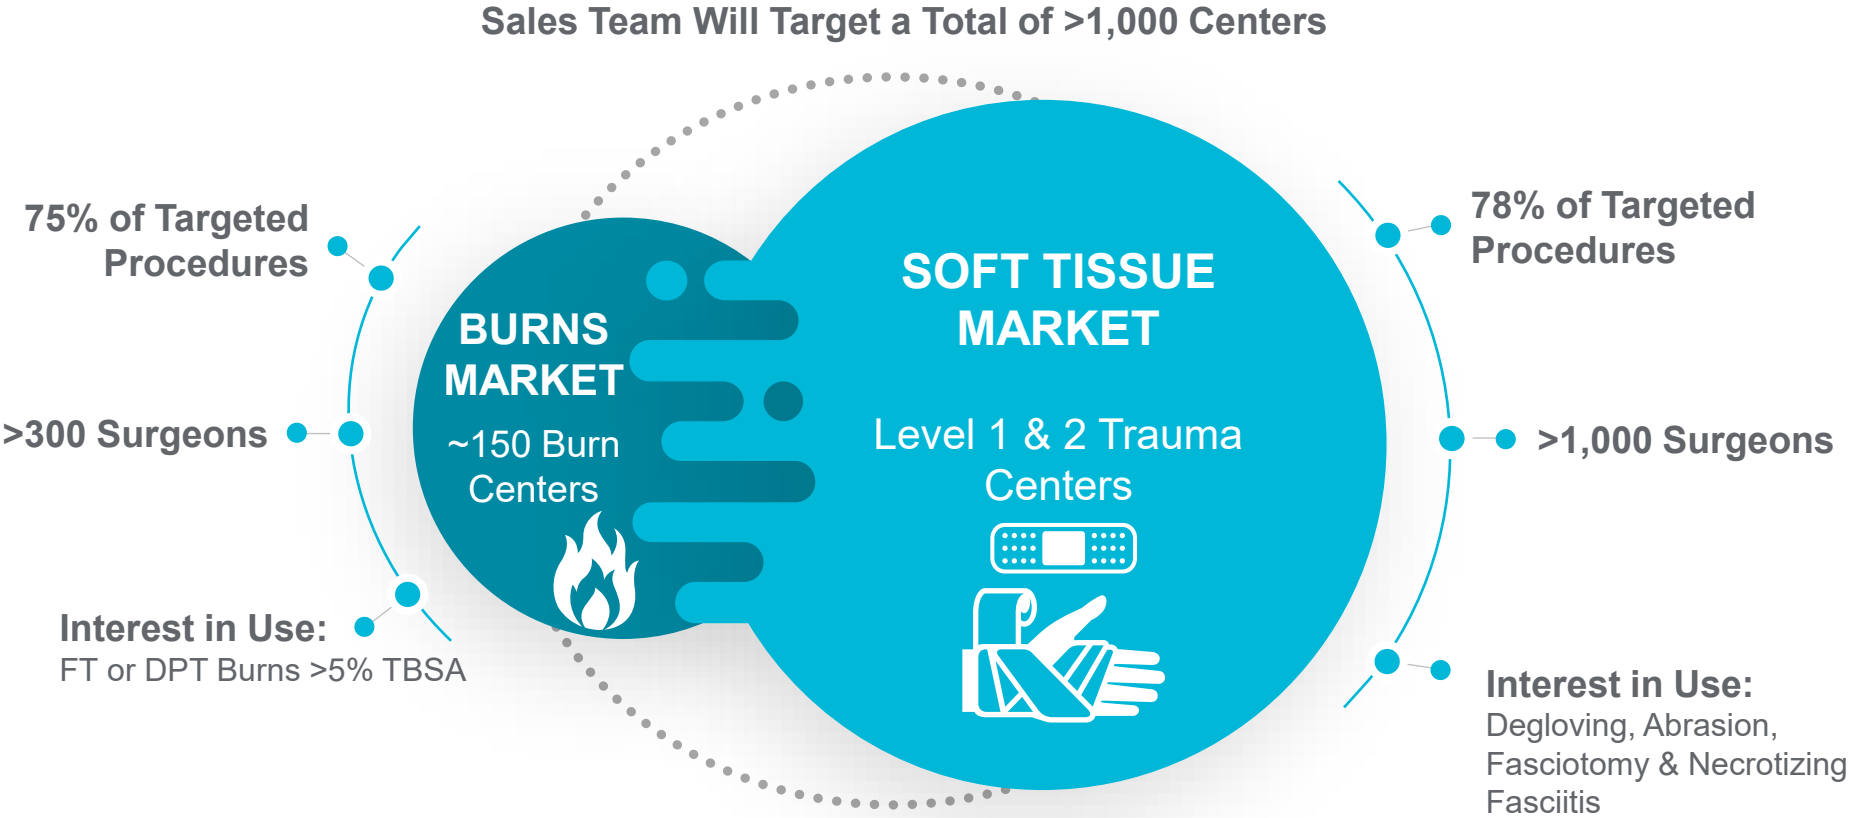 Sales Team Will Target a Total of >1,000 Centers
75% of Targeted
Procedures
>300 Surgeons
Interest in Use:
FT or DPT Burns >5% TBSA
BURNS
MARKET
~150 Burn
Centers
SOFT TISSUE
MARKET
Level 1 & 2 Trauma
Centers
78% of Targeted
Procedures
>1,000 Surgeons
Interest in Use:
Degloving, Abrasion,
Fasciotomy & Necrotizing
Fasciitis